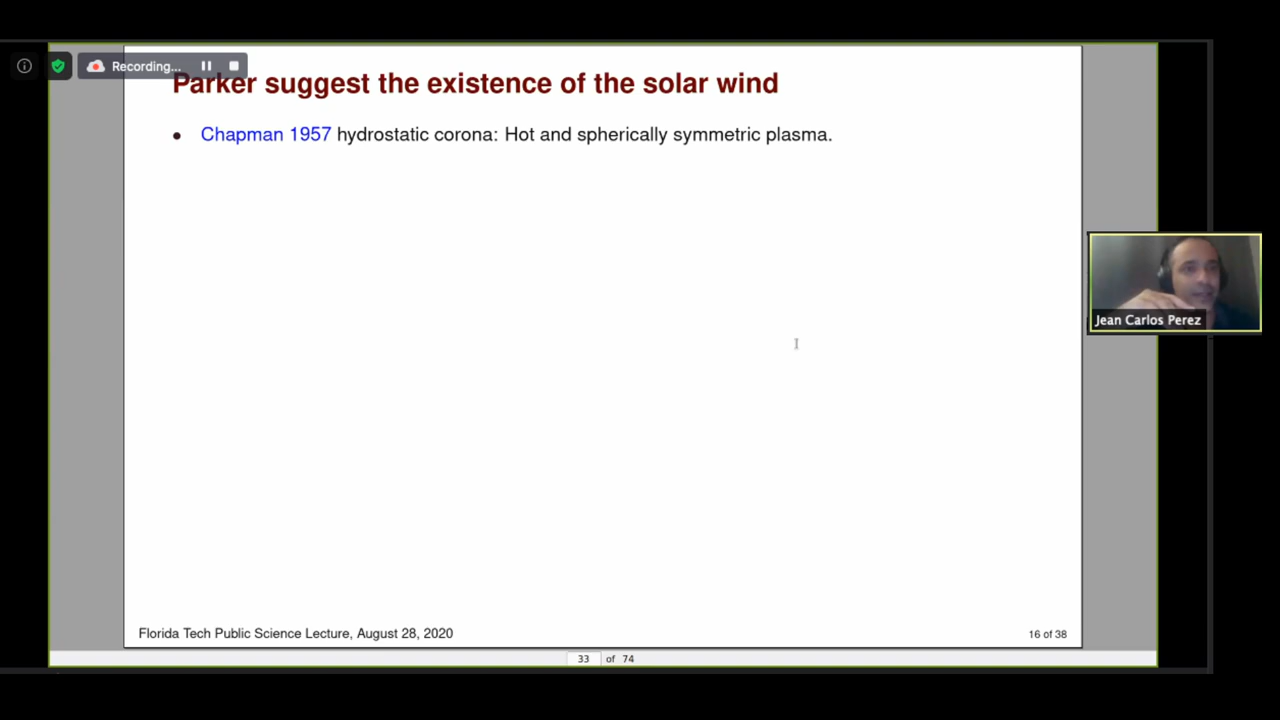 Recording...
Parker suggest the existence of the solar wind
• Chapman 1957 hydrostatic corona: Hot and spherically symmetric plasma.
Jean Carlos Perez
Florida Tech Public Science Lecture, August 28, 2020
16 of 38
33 of 74